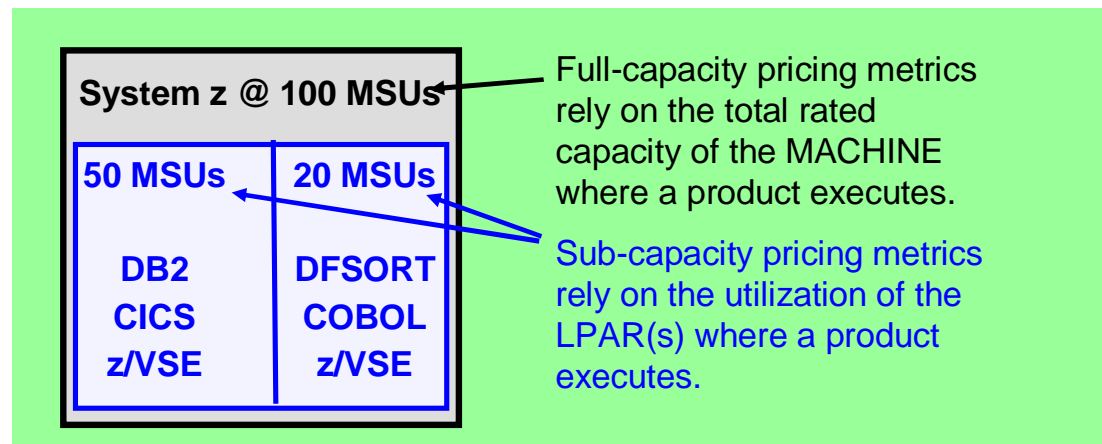 System z @ 100 MSUs
50 MSUs
DB2
CICS
z/VSE
20 MSUs
DFSORT
COBOL
z/VSE
Full-capacity pricing metrics
rely on the total rated
capacity of the MACHINE
where a product executes.
Sub-capacity pricing metrics
rely on the utilization of the
LPAR(s) where a product
executes.